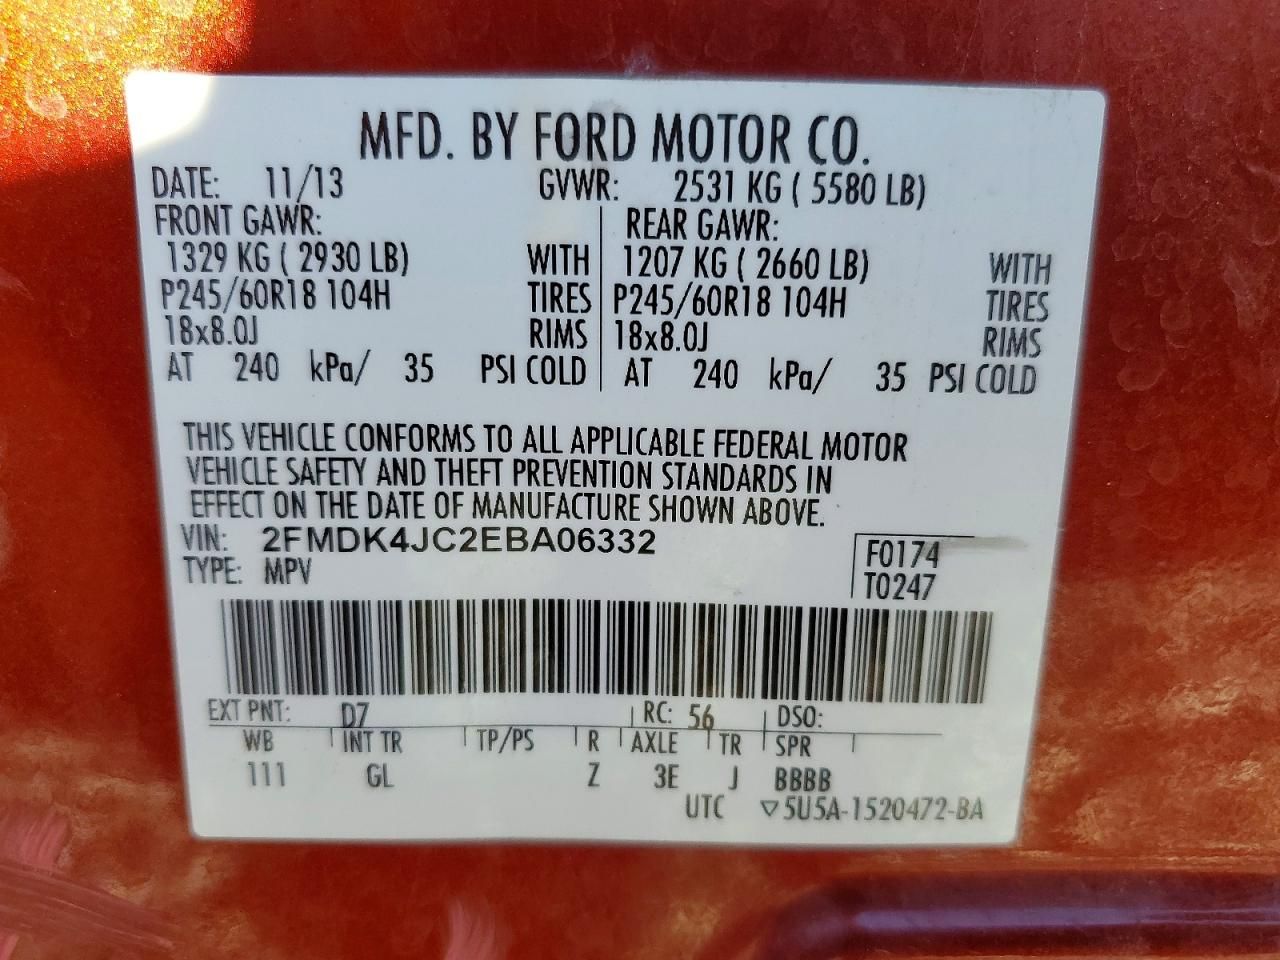 MFD. BY FORD MOTOR CO.
DATE: 11/13 GVWR: 2531 KG ( 5580 LB)
FRONT GAWR: REAR GAWR:
1329 KG ( 2930 LB) WITH 1207 KG ( 2660 LB) WITH
P245/60R18 104H TIRES P245/60R18 104H TIRES
18x8.0J RIMS 18x8.0J RIMS
AT 240 kPa/ 35 PSI COLD AT 240 kPa/ 35 PSI COLD
THIS VEHICLE CONFORMS TO ALL APPLICABLE FEDERAL MOTOR
VEHICLE SAFETY AND THEFT PREVENTION STANDARDS IN
EFFECT ON THE DATE OF MANUFACTURE SHOWN ABOVE.
VIN: 2FMDK4JC2EBA06332 F0174
TYPE: MPV T0247
EXT PNT: D7 RC: 56 DSO:
WB INT TR TP/PS R AXLE TR SPR
111 GL Z 3E J BBBB
UTC ▽5U5A-1520472-BA